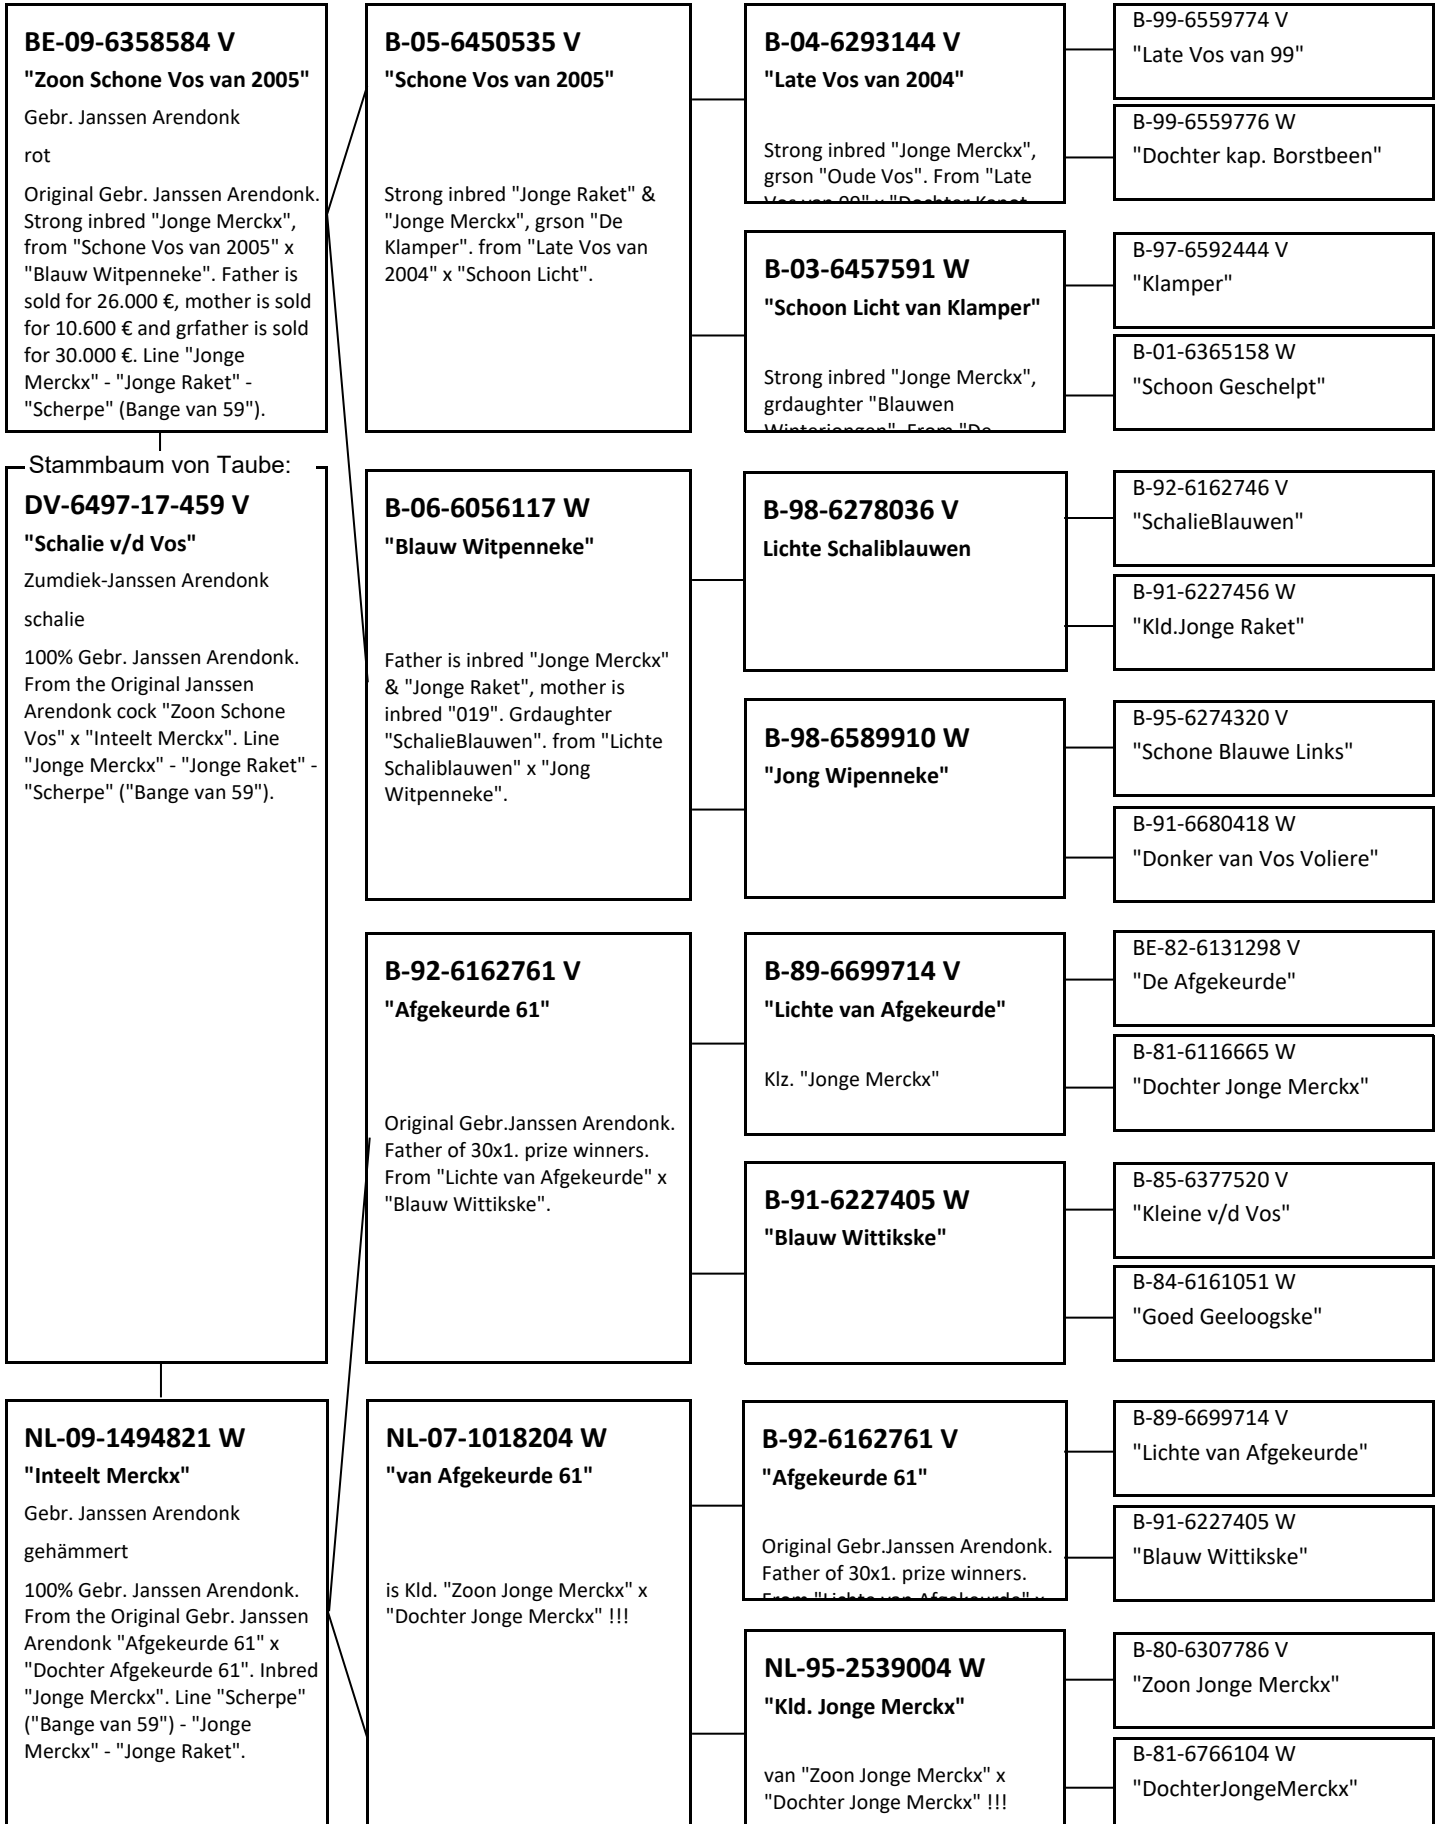 BE-09-6358584 V
"Zoon Schone Vos van 2005"
Gebr. Janssen Arendonk
rot
Original Gebr. Janssen Arendonk.
Strong inbred "Jonge Merckx",
from "Schone Vos van 2005" x
"Blauw Witpenneke". Father is
sold for 26.000 €, mother is sold
for 10.600 € and grfather is sold
for 30.000 €. Line "Jonge
Merckx" - "Jonge Raket" -
"Scherpe" (Bange van 59").
Stammbaum von Taube:
DV-6497-17-459 V
"Schalie v/d Vos"
Zumdiek-Janssen Arendonk
schalie
100% Gebr. Janssen Arendonk.
From the Original Janssen
Arendonk cock "Zoon Schone
Vos" x "Inteelt Merckx". Line
"Jonge Merckx" - "Jonge Raket" -
"Scherpe" ("Bange van 59").
NL-09-1494821 W
"Inteelt Merckx"
Gebr. Janssen Arendonk
gehämmert
100% Gebr. Janssen Arendonk.
From the Original Gebr. Janssen
Arendonk "Afgekeurde 61" x
"Dochter Afgekeurde 61". Inbred
"Jonge Merckx". Line "Scherpe"
("Bange van 59") - "Jonge
Merckx" - "Jonge Raket".
B-05-6450535 V
"Schone Vos van 2005"
Strong inbred "Jonge Raket" &
"Jonge Merckx", grson "De
Klamper". from "Late Vos van
2004" x "Schoon Licht".
B-06-6056117 W
"Blauw Witpenneke"
Father is inbred "Jonge Merckx"
& "Jonge Raket", mother is
inbred "019". Grdaughter
"SchalieBlauwen". from "Lichte
Schaliblauwen" x "Jong
Witpenneke".
B-92-6162761 V
"Afgekeurde 61"
Original Gebr.Janssen Arendonk.
Father of 30x1. prize winners.
From "Lichte van Afgekeurde" x
"Blauw Wittikske".
NL-07-1018204 W
"van Afgekeurde 61"
is Kld. "Zoon Jonge Merckx" x
"Dochter Jonge Merckx" !!!
B-04-6293144 V
"Late Vos van 2004"
Strong inbred "Jonge Merckx",
grson "Oude Vos". From "Late
Vos van 99" x "Dochter Kapot
B-03-6457591 W
"Schoon Licht van Klamper"
Strong inbred "Jonge Merckx",
grdaughter "Blauwen
Winterjongen". From "De
B-98-6278036 V
Lichte Schaliblauwen
B-98-6589910 W
"Jong Wipenneke"
B-89-6699714 V
"Lichte van Afgekeurde"
Klz. "Jonge Merckx"
B-91-6227405 W
"Blauw Wittikske"
B-92-6162761 V
"Afgekeurde 61"
Original Gebr.Janssen Arendonk.
Father of 30x1. prize winners.
From "Lichte van Afgekeurde" x
NL-95-2539004 W
"Kld. Jonge Merckx"
van "Zoon Jonge Merckx" x
"Dochter Jonge Merckx" !!!
B-99-6559774 V
"Late Vos van 99"
B-99-6559776 W
"Dochter kap. Borstbeen"
B-97-6592444 V
"Klamper"
B-01-6365158 W
"Schoon Geschelpt"
B-92-6162746 V
"SchalieBlauwen"
B-91-6227456 W
"Kld.Jonge Raket"
B-95-6274320 V
"Schone Blauwe Links"
B-91-6680418 W
"Donker van Vos Voliere"
BE-82-6131298 V
"De Afgekeurde"
B-81-6116665 W
"Dochter Jonge Merckx"
B-85-6377520 V
"Kleine v/d Vos"
B-84-6161051 W
"Goed Geeloogske"
B-89-6699714 V
"Lichte van Afgekeurde"
B-91-6227405 W
"Blauw Wittikske"
B-80-6307786 V
"Zoon Jonge Merckx"
B-81-6766104 W
"DochterJongeMerckx"